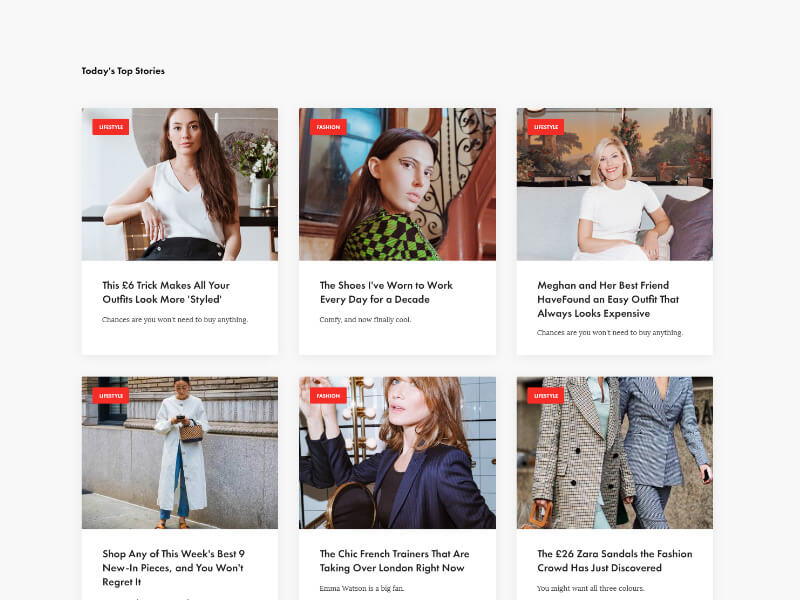 Today's Top Stories
LIFESTYLE
This £6 Trick Makes All Your
Outfits Look More 'Styled'
Chances are you won't need to buy anything.
FASHION
The Shoes I've Worn to Work
Every Day for a Decade
Comfy, and now finally cool.
LIFESTYLE
Meghan and Her Best Friend
HaveFound an Easy Outfit That
Always Looks Expensive
Chances are you won't need to buy anything.
LIFESTYLE
Shop Any of This Week's Best 9
New-In Pieces, and You Won't
Regret It
FASHION
The Chic French Trainers That Are
Taking Over London Right Now
Emma Watson is a big fan.
LIFESTYLE
The £26 Zara Sandals the Fashion
Crowd Has Just Discovered
You might want all three colours.